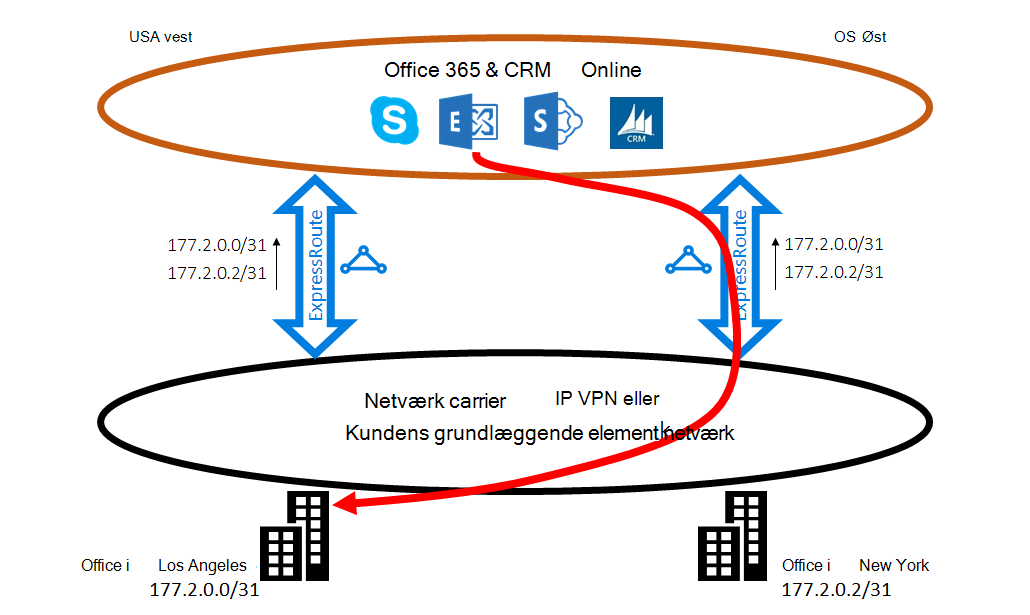 USA vest
OS Øst
Office 365 & CRM Online
S
E
S
CRM
177.2.0.0/31
177.2.0.2/31
ExpressRoute
ExpressRoute
177.2.0.0/31
177.2.0.2/31
Netværk carrier
IP VPN eller
Kundens grundlæggende element netværk
Office i Los Angeles
177.2.0.0/31
Office i New York
177.2.0.2/31